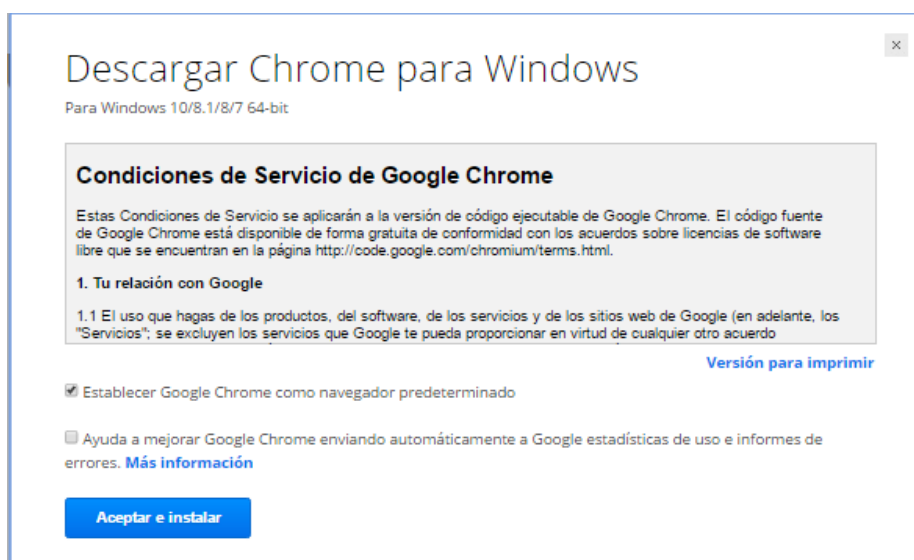 Descargar Chrome para Windows
Para Windows 10/8.1/8/7 64-bit
Condiciones de Servicio de Google Chrome
Estas Condiciones de Servicio se aplicarán a la versión de código ejecutable de Google Chrome. El código fuente
de Google Chrome está disponible de forma gratuita de conformidad con los acuerdos sobre licencias de software
libre que se encuentran en la página http://code.google.com/chromium/terms.html.
1. Tu relación con Google
1.1 El uso que hagas de los productos, del software, de los servicios y de los sitios web de Google (en adelante, los
"Servicios"; se excluyen los servicios que Google te pueda proporcionar en virtud de cualquier otro acuerdo
Versión para imprimir
Establecer Google Chrome como navegador predeterminado
Ayuda a mejorar Google Chrome enviando automáticamente a Google estadísticas de uso e informes de
errores. Más información
Aceptar e instalar